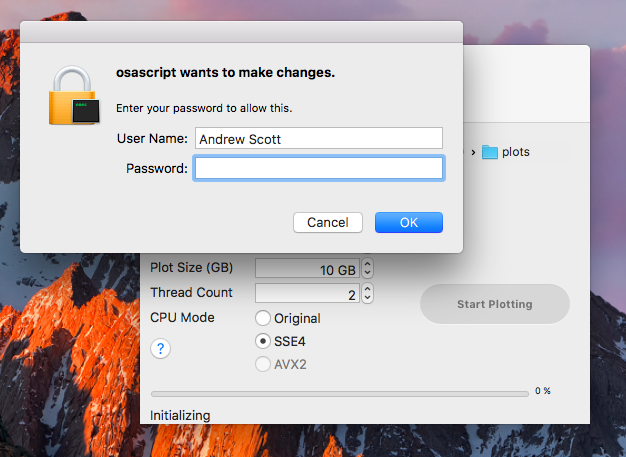 osascript wants to make changes.
Enter your password to allow this.
User Name: Andrew Scott
Password:
Cancel OK
› plots
Plot Size (GB) 10 GB
Thread Count 2
Start Plotting
CPU Mode Original
SSE4
? AVX2
0 %
Initializing